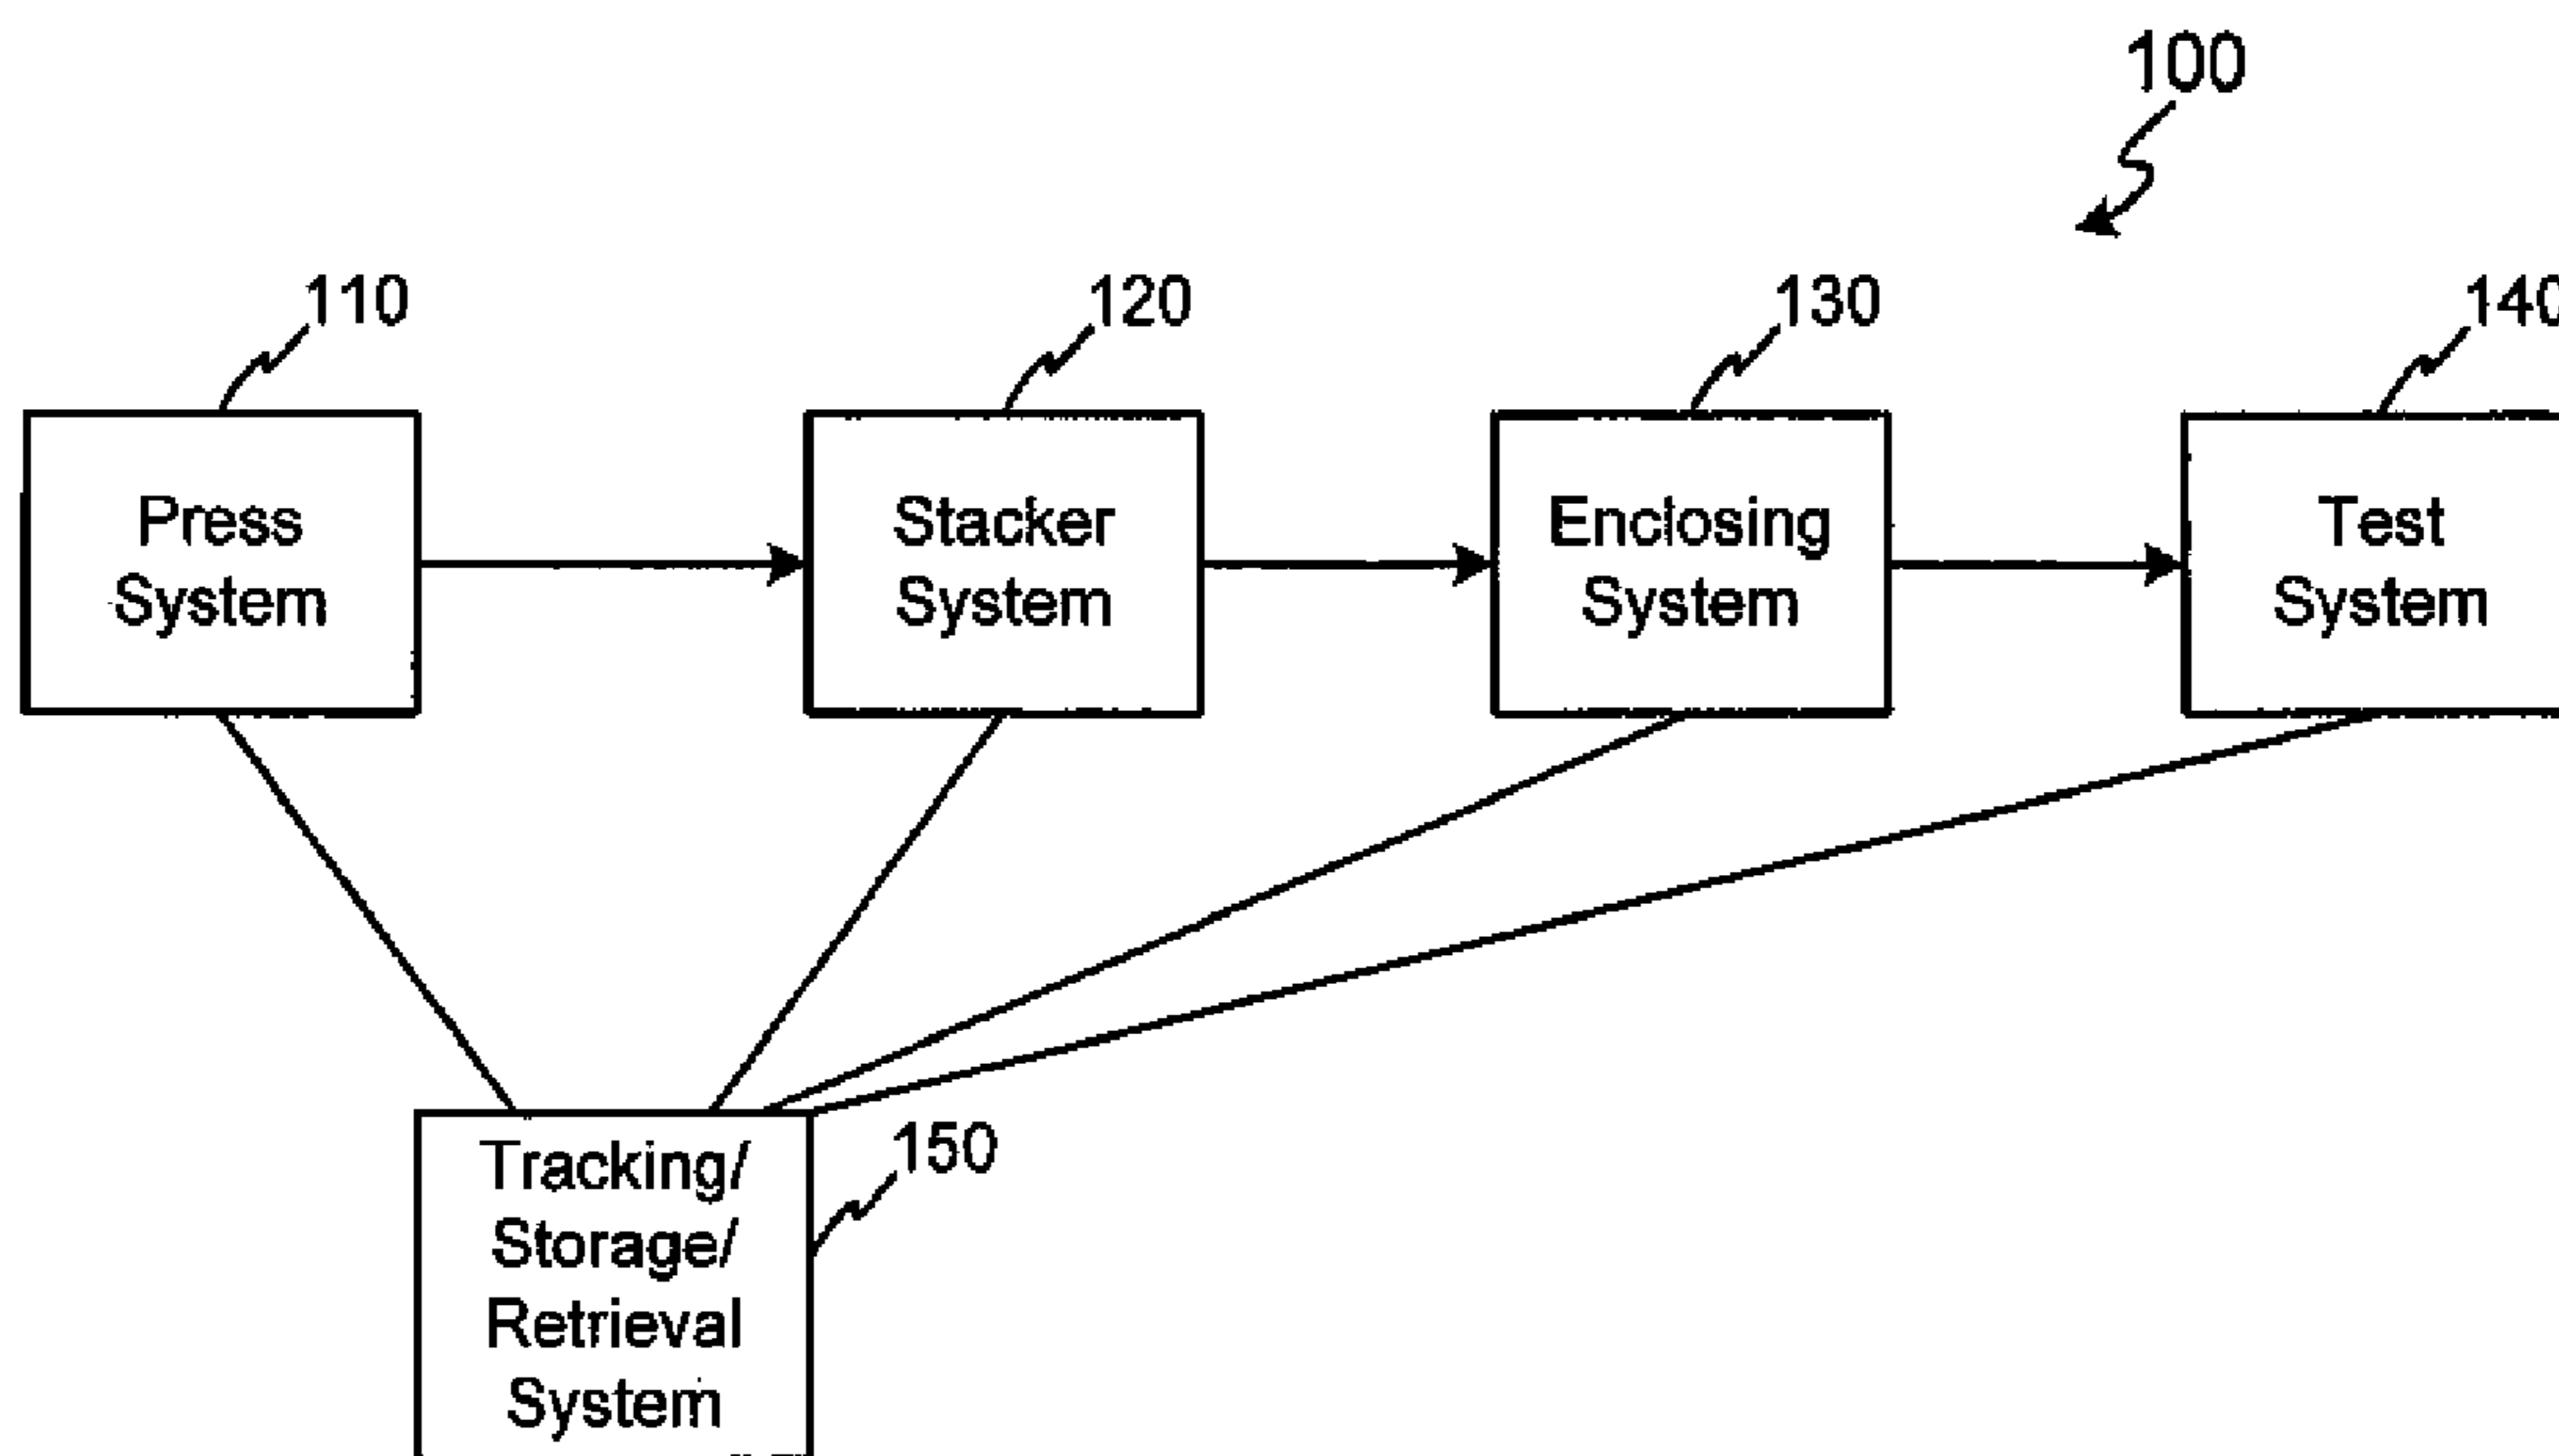 100
110
120
130
140
Press
System
Stacker
System
Enclosing
System
Test
System
150
Tracking/
Storage/
Retrieval
System